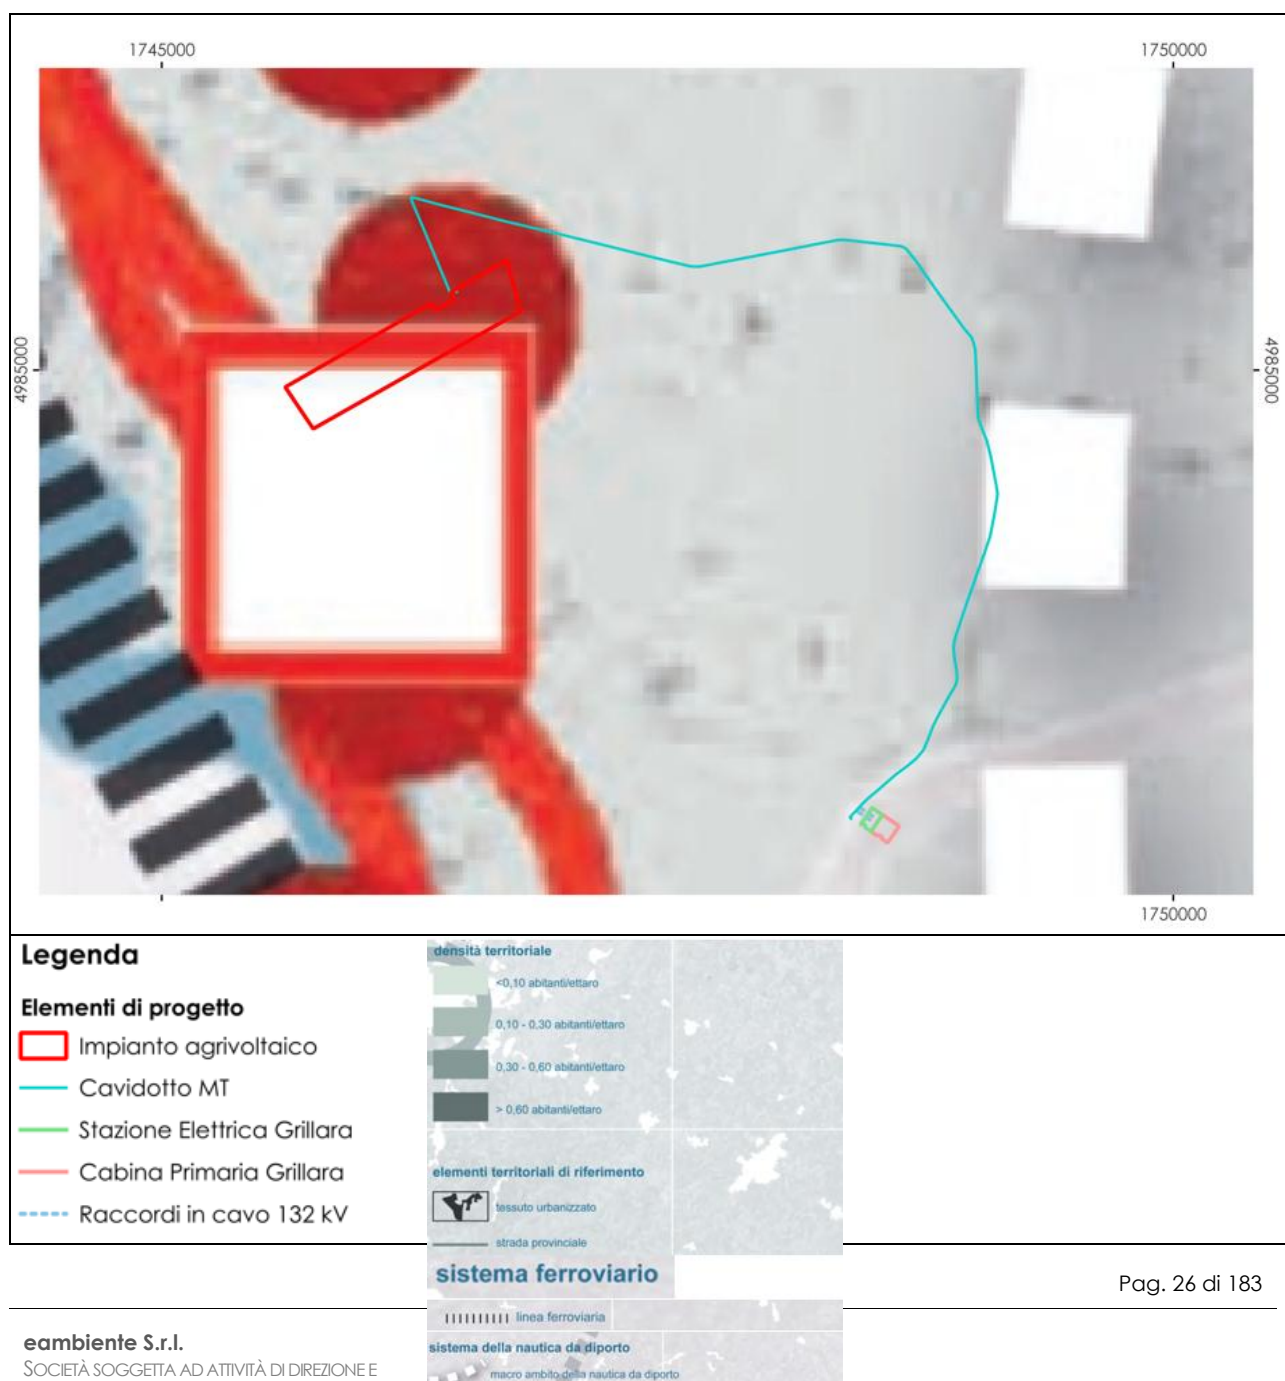 1745000
1750000
4985000
4985000
1750000
Legenda
Elementi di progetto
Impianto agrivoltaico
Cavidotto MT
Stazione Elettrica Grillara
Cabina Primaria Grillara
Raccordi in cavo 132 kV
densità territoriale
<0,10 abitanti/ettaro
0,10 - 0,30 abitanti/ettaro
0,30 - 0,60 abitanti/ettaro
> 0,60 abitanti/ettaro
elementi territoriali di riferimento
tessuto urbanizzato
strada provinciale
sistema ferroviario
linea ferroviaria
sistema della nautica da diporto
macro ambito della nautica da diporto
Pag. 26 di 183
eambiente S.r.l.
SOCIETÀ SOGGETTA AD ATTIVITÀ DI DIREZIONE E